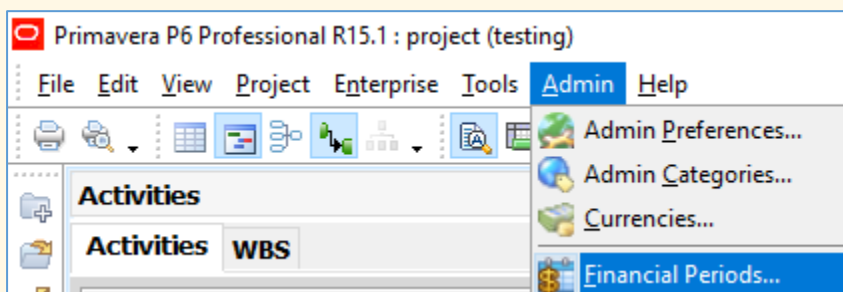 Primavera P6 Professional R15.1 : project (testing)
File Edit View Project Enterprise Tools Admin Help
Admin Preferences...
Admin Categories...
Currencies...
Financial Periods...
Activities
Activities WBS